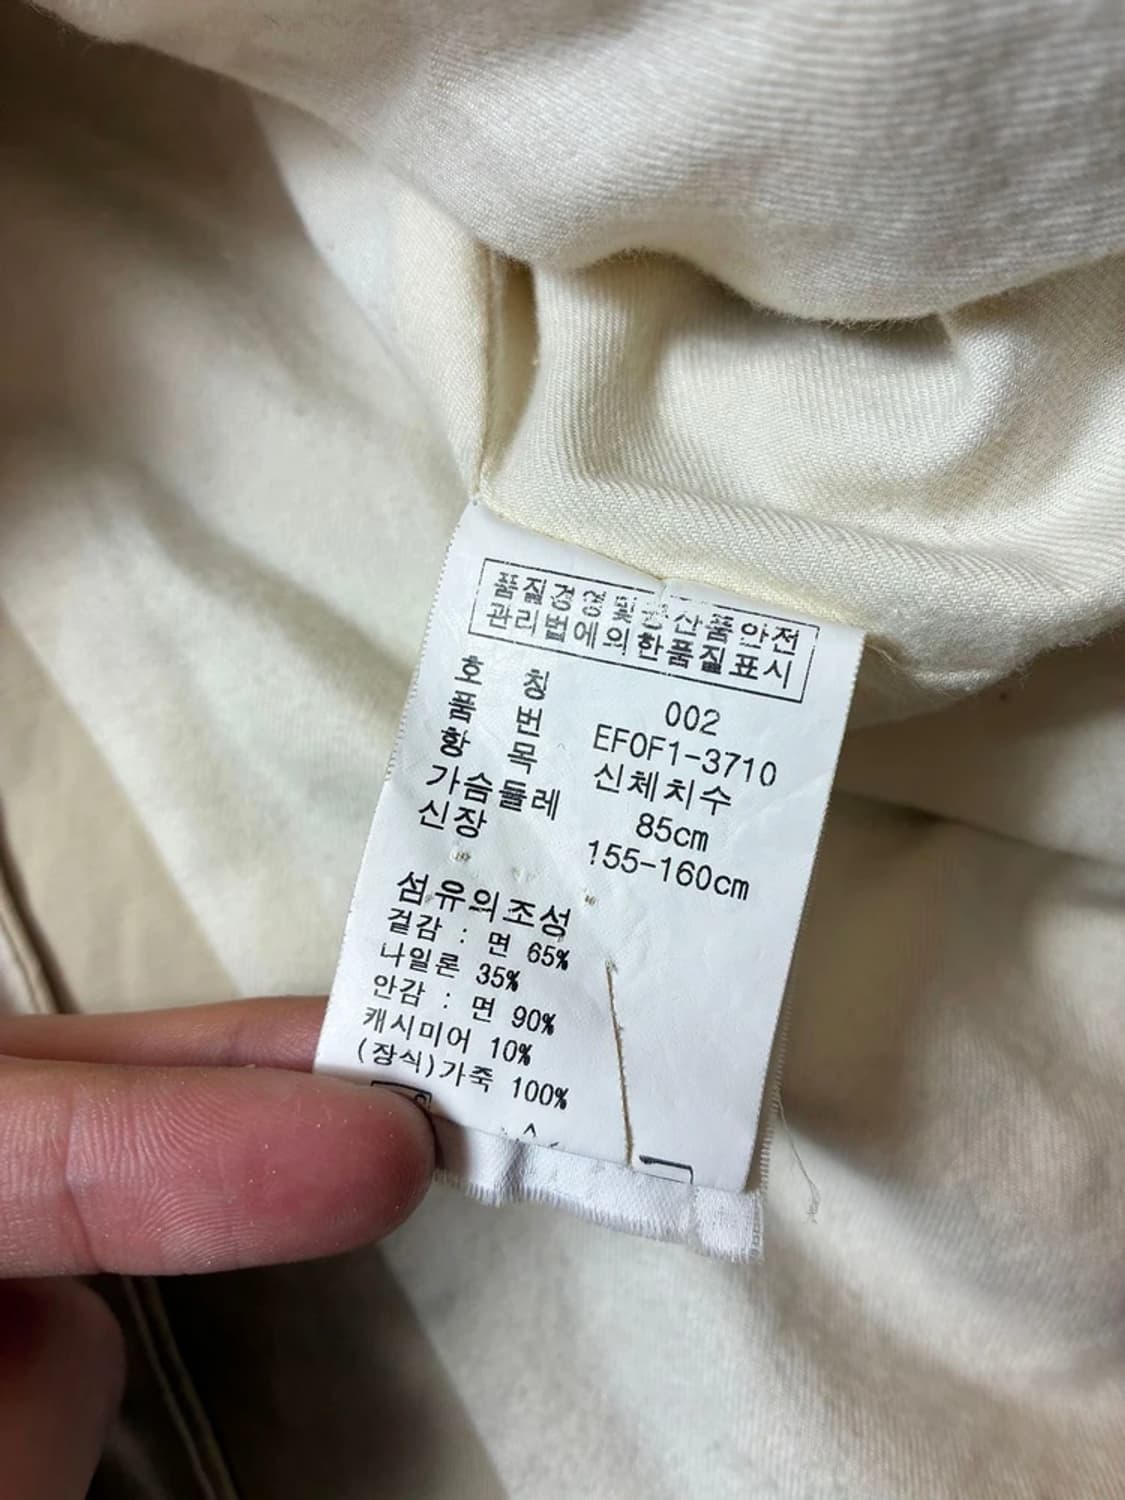 품질경영및공산품안전
관리법에의한품질표시
호 칭 002
품 번 EF0F1-3710
항 목 신체치수
가슴둘레 85cm
신장 155-160cm
섬유의조성
겉감 : 면 65%
나일론 35%
안감 : 면 90%
캐시미어 10%
(장식)가죽 100%